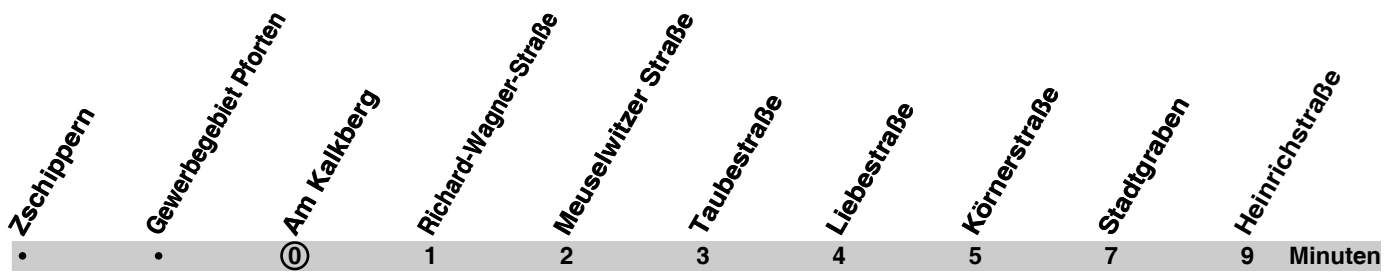 Zschippern
Gewerbegebiet Pforten
Am Kalkberg
Richard-Wagner-Straße
Meuselwitzer Straße
Taubestraße
Liebestraße
Körnerstraße
Stadtgraben
Heinrichstraße
• • 0 1 2 3 4 5 7 9 Minuten